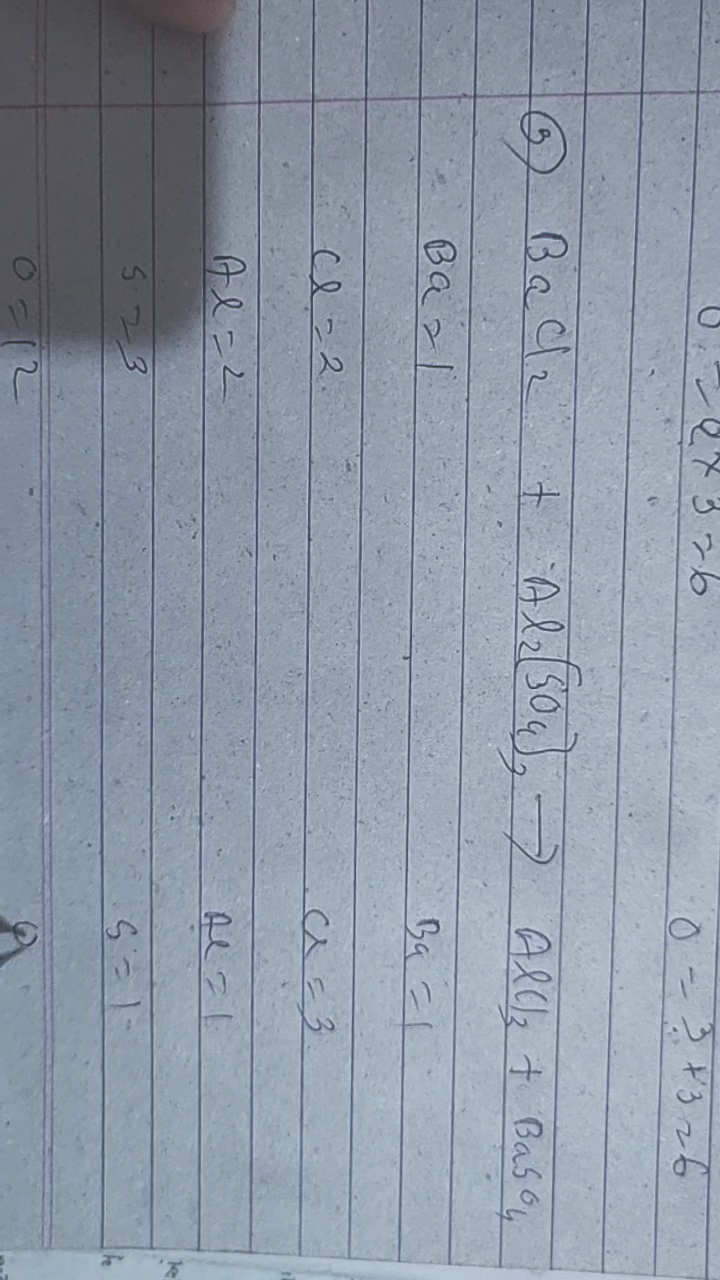 O = 2×3=6 O = 3+3=6
5) BaCl2 + Al2(SO4)3 → AlCl3 + BaSO4
Ba=1 Ba=1
Cl=2 Cl=3
Al=2 Al=1
S=3 S=1
O=12 O